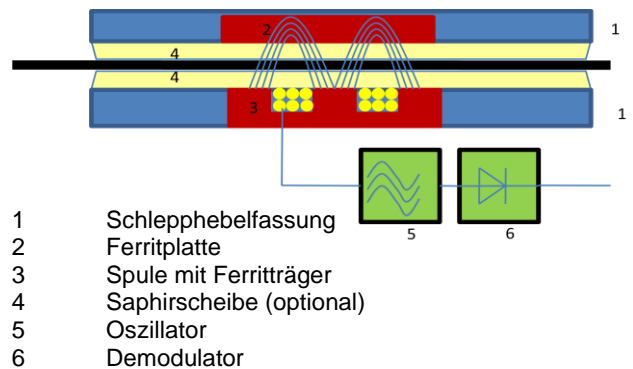 2
1
4
4
3
1
5
6
1 Schlepphebelfassung
2 Ferritplatte
3 Spule mit Ferritträger
4 Saphirscheibe (optional)
5 Oszillator
6 Demodulator